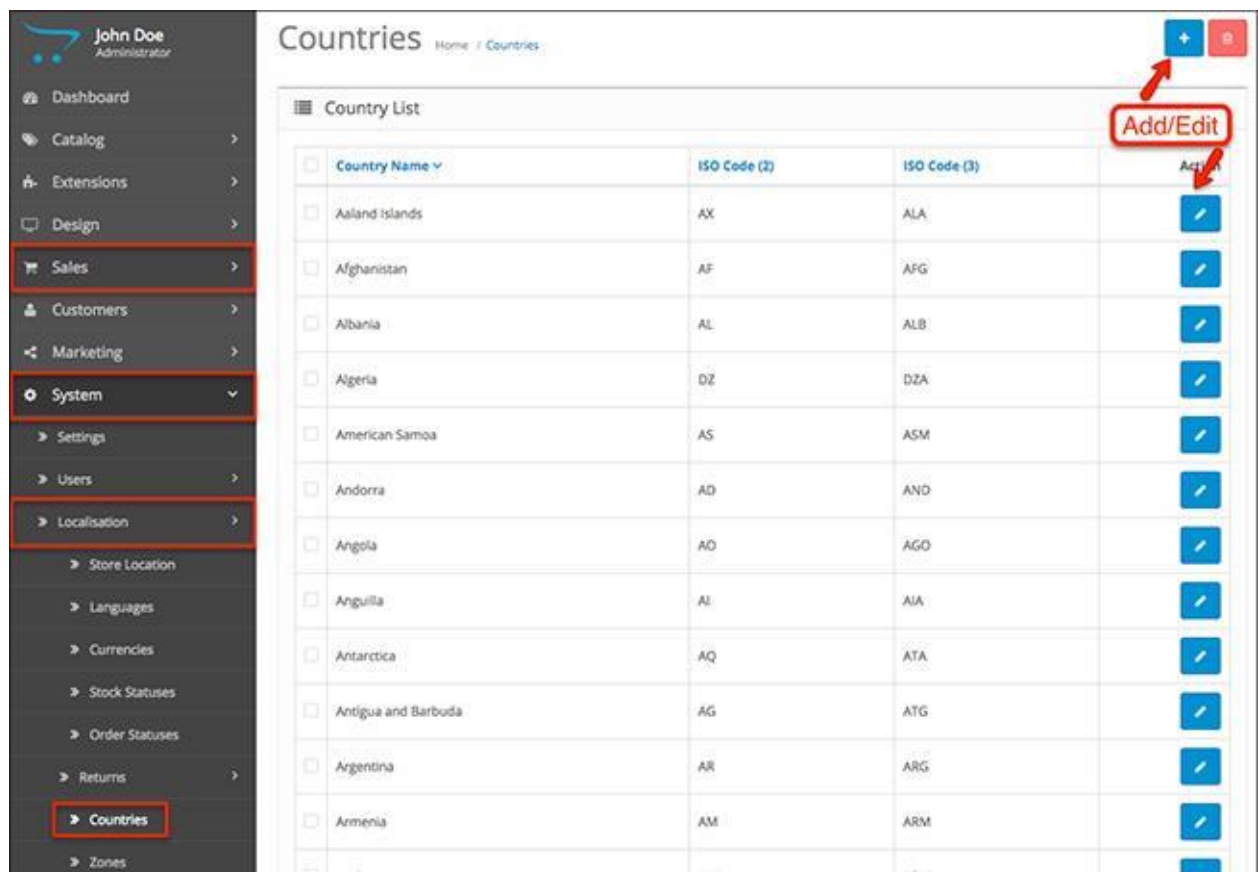 John Doe
Administrator
Dashboard
Catalog
Extensions
Design
Sales
Customers
Marketing
System
Settings
Users
Localisation
Store Location
Languages
Currencies
Stock Statuses
Order Statuses
Returns
Countries
Zones
Countries Home / Countries
Add/Edit
Country List
Country Name ISO Code (2) ISO Code (3) Action
Aaland Islands AX ALA
Afghanistan AF AFG
Albania AL ALB
Algeria DZ DZA
American Samoa AS ASM
Andorra AD AND
Angola AO AGO
Anguilla AI AIA
Antarctica AQ ATA
Antigua and Barbuda AG ATG
Argentina AR ARG
Armenia AM ARM